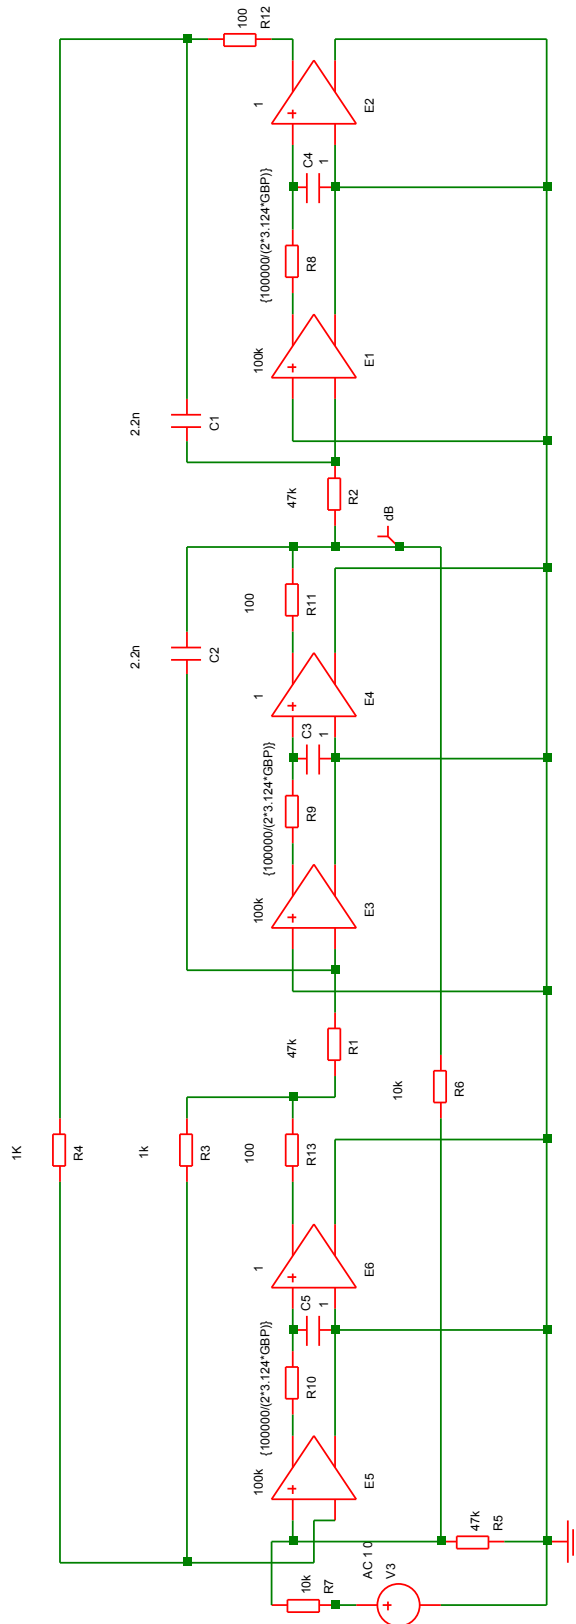 100
R12
1
E2
C4
1
{100000/(2*3.124*GBP)}
R8
100k
E1
2.2n
C1
47k
R2
dB
100
R11
2.2n
C2
1
E4
C3
1
{100000/(2*3.124*GBP)}
R9
100k
E3
47k
R1
10k
R6
1K
R4
1k
R3
100
R13
1
E6
C5
1
{100000/(2*3.124*GBP)}
R10
100k
E5
47k
R5
AC 1 0
V3
10k
R7